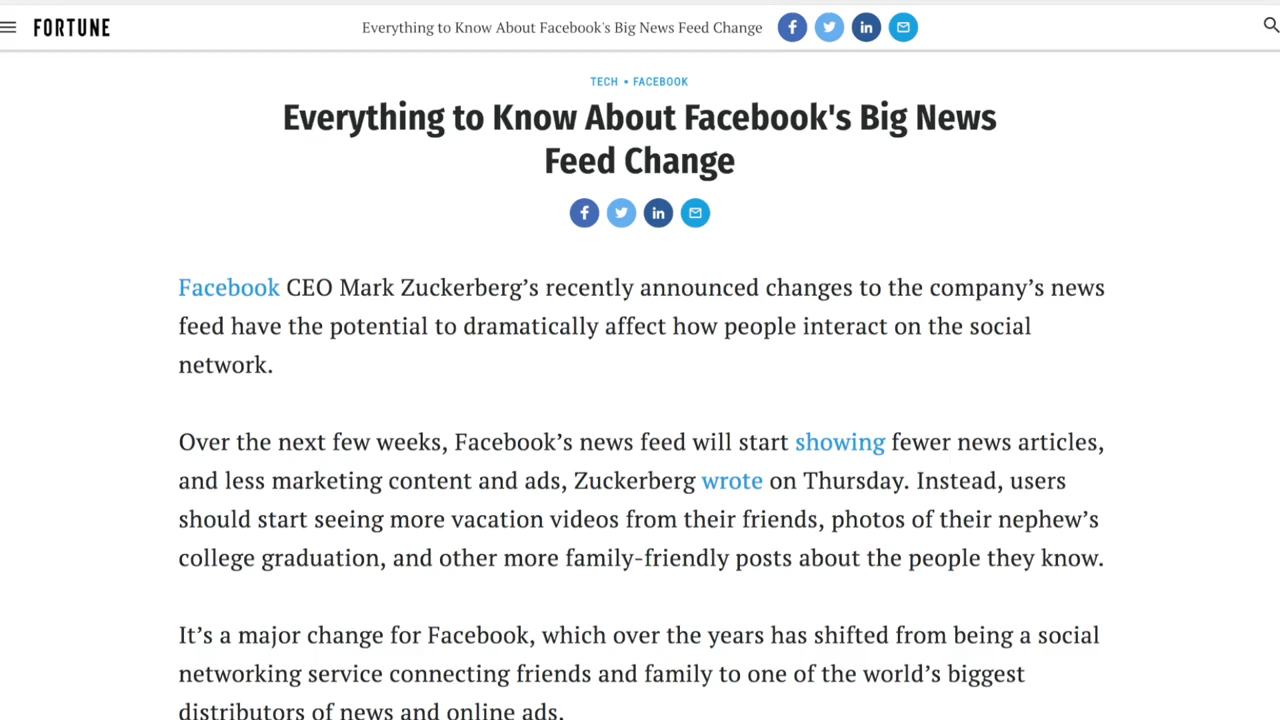 FORTUNE
Everything to Know About Facebook's Big News Feed Change
TECH • FACEBOOK
Everything to Know About Facebook's Big News
Feed Change
Facebook CEO Mark Zuckerberg’s recently announced changes to the company’s news
feed have the potential to dramatically affect how people interact on the social
network.
Over the next few weeks, Facebook’s news feed will start showing fewer news articles,
and less marketing content and ads, Zuckerberg wrote on Thursday. Instead, users
should start seeing more vacation videos from their friends, photos of their nephew’s
college graduation, and other more family-friendly posts about the people they know.
It’s a major change for Facebook, which over the years has shifted from being a social
networking service connecting friends and family to one of the world’s biggest
distributors of news and online ads.